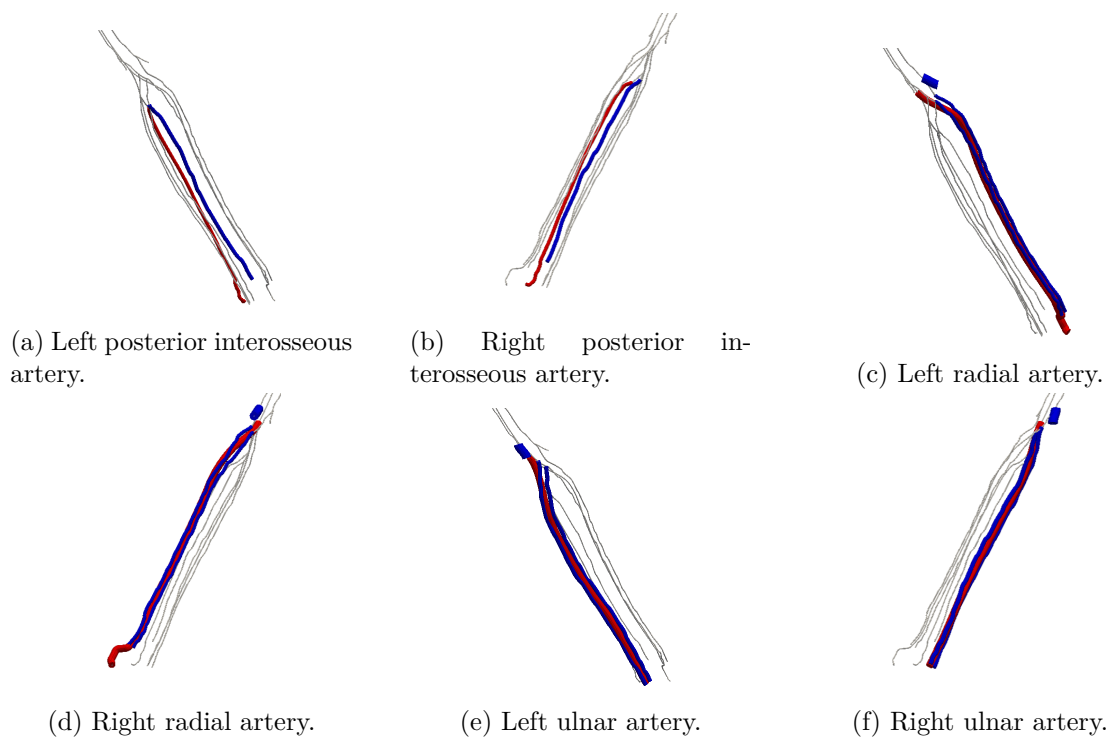 (a) Left posterior interosseous
artery.
(b) Right posterior in-
terosseous artery.
(c) Left radial artery.
(d) Right radial artery.
(e) Left ulnar artery.
(f) Right ulnar artery.